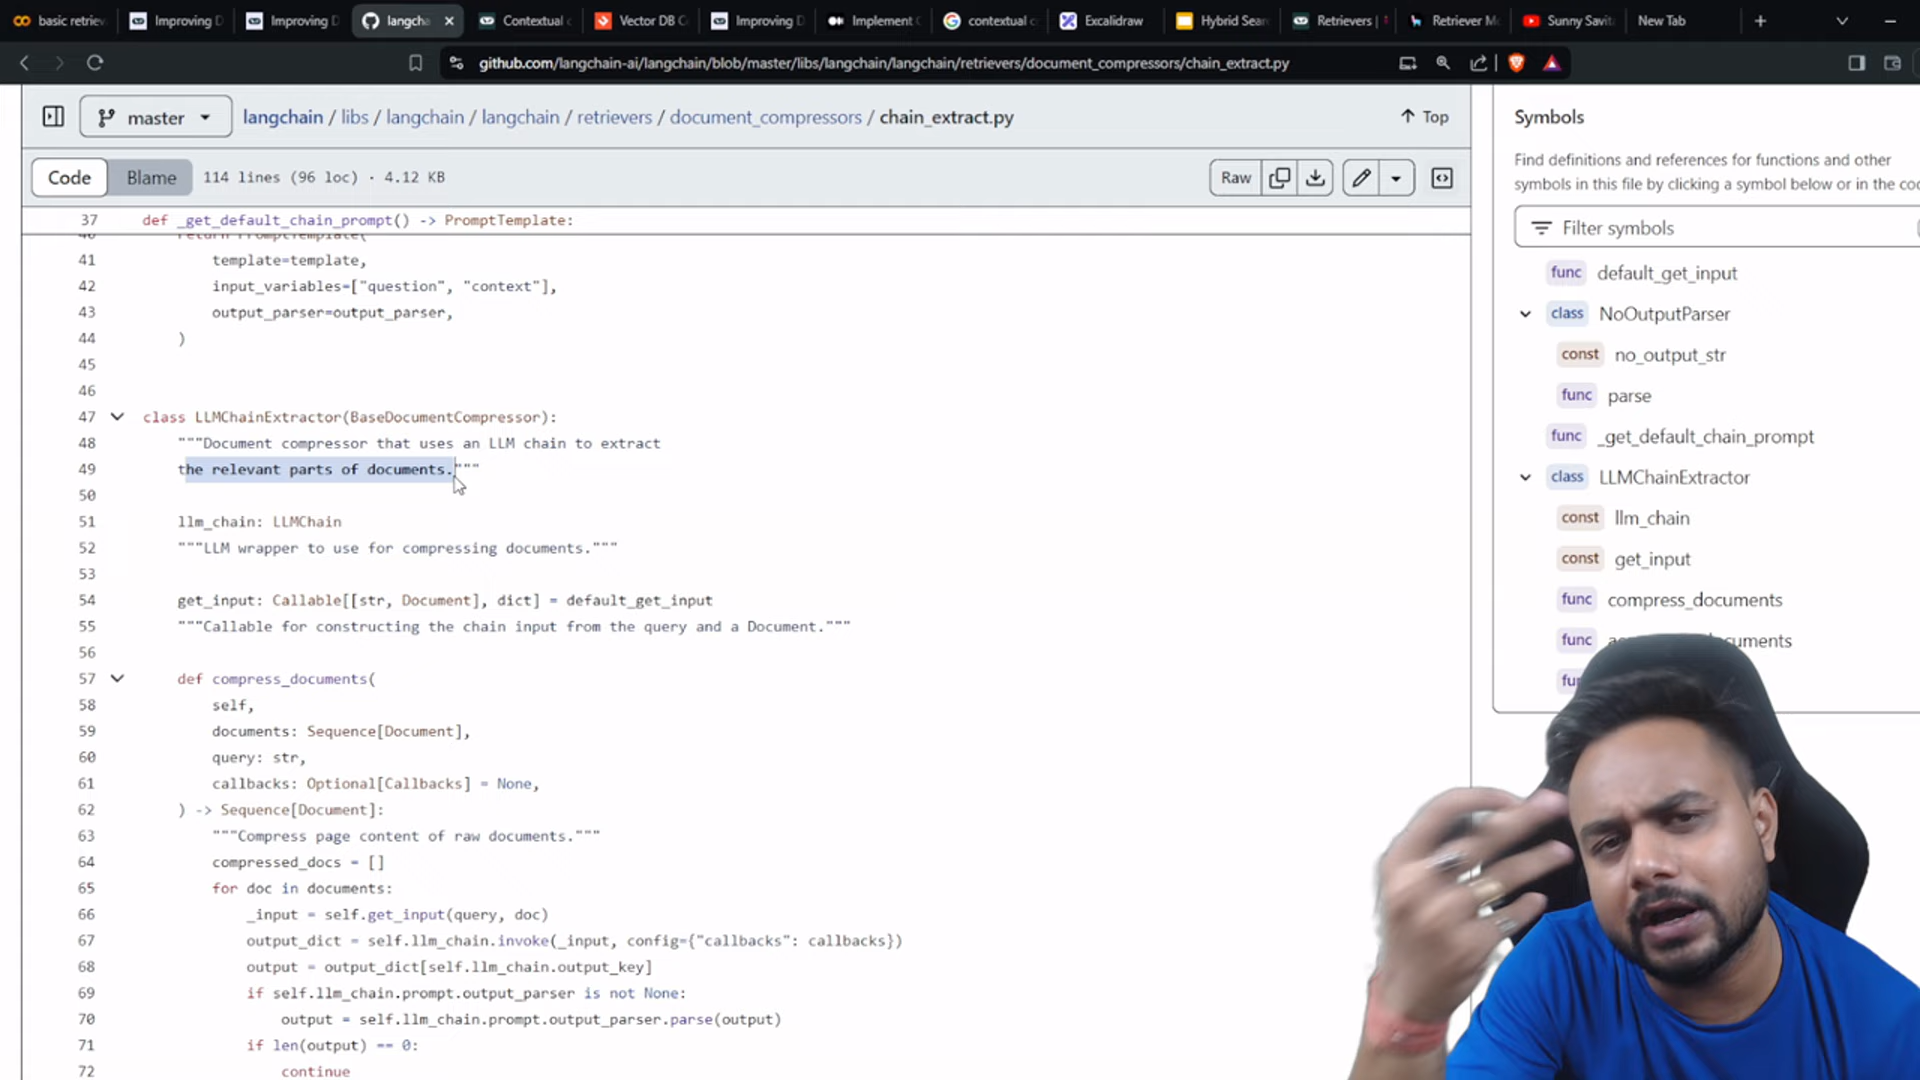 basic retriev
Improving D
Improving D
langcha
Contextual c
Vector DB C
Improving D
Implement C
contextual c
Excalidraw
Hybrid Sear
Retrievers |
Retriever M
Sunny Savit
New Tab
github.com/langchain-ai/langchain/blob/master/libs/langchain/langchain/retrievers/document_compressors/chain_extract.py
master
langchain / libs / langchain / langchain / retrievers / document_compressors / chain_extract.py
Top
Code Blame 114 lines (96 loc) · 4.12 KB
Raw
37 def _get_default_chain_prompt() -> PromptTemplate:
40 return PromptTemplate(
41 template=template,
42 input_variables=["question", "context"],
43 output_parser=output_parser,
44 )
45
46
47 class LLMChainExtractor(BaseDocumentCompressor):
48 """Document compressor that uses an LLM chain to extract
49 the relevant parts of documents."""
50
51 llm_chain: LLMChain
52 """LLM wrapper to use for compressing documents."""
53
54 get_input: Callable[[str, Document], dict] = default_get_input
55 """Callable for constructing the chain input from the query and a Document."""
56
57 def compress_documents(
58 self,
59 documents: Sequence[Document],
60 query: str,
61 callbacks: Optional[Callbacks] = None,
62 ) -> Sequence[Document]:
63 """Compress page content of raw documents."""
64 compressed_docs = []
65 for doc in documents:
66 _input = self.get_input(query, doc)
67 output_dict = self.llm_chain.invoke(_input, config={"callbacks": callbacks})
68 output = output_dict[self.llm_chain.output_key]
69 if self.llm_chain.prompt.output_parser is not None:
70 output = self.llm_chain.prompt.output_parser.parse(output)
71 if len(output) == 0:
72 continue
Symbols
Find definitions and references for functions and other
symbols in this file by clicking a symbol below or in the co
Filter symbols
func default_get_input
class NoOutputParser
const no_output_str
func parse
func _get_default_chain_prompt
class LLMChainExtractor
const llm_chain
const get_input
func compress_documents
func uments
fu